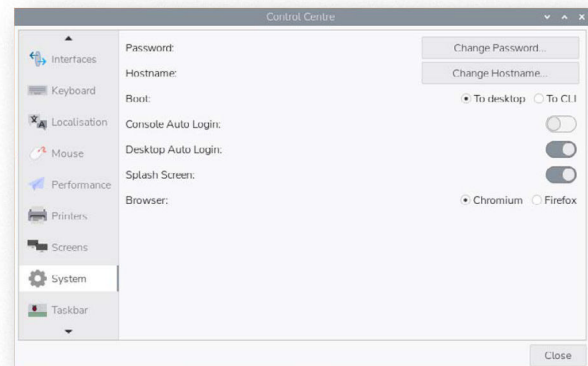 Control Centre
Interfaces
Keyboard
Localisation
Mouse
Performance
Printers
Screens
System
Taskbar
Password:
Change Password...
Hostname:
Change Hostname...
Boot:
To desktop
To CLI
Console Auto Login:
Desktop Auto Login:
Splash Screen:
Browser:
Chromium
Firefox
Close